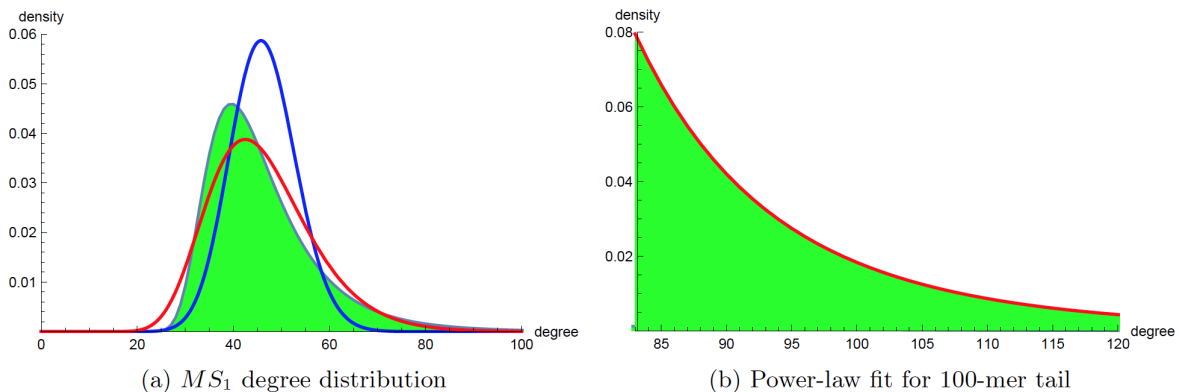 density
0.06
0.05
0.04
0.03
0.02
0.01
0 20 40 60 80 100
degree
(a) MS₁ degree distribution
density
0.08
0.06
0.04
0.02
85 90 95 100 105 110 115 120
degree
(b) Power-law fit for 100-mer tail